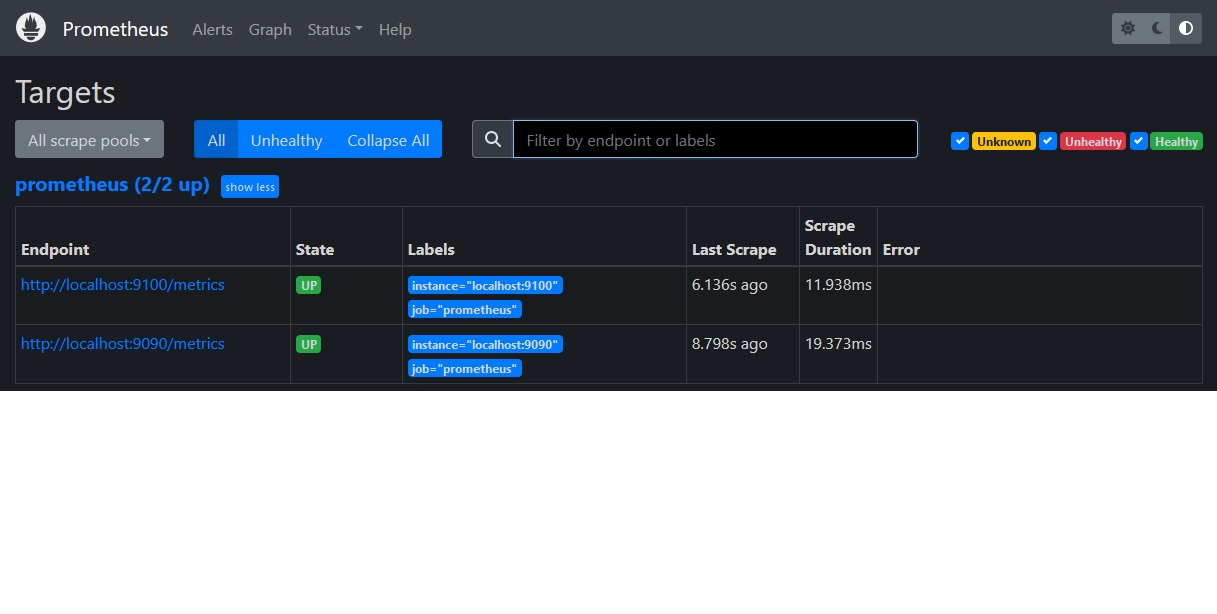 Prometheus Alerts Graph Status Help
Targets
All scrape pools All Unhealthy Collapse All Filter by endpoint or labels Unknown Unhealthy Healthy
prometheus (2/2 up) show less
Endpoint State Labels Last Scrape Scrape Duration Error
http://localhost:9100/metrics UP instance="localhost:9100" 6.136s ago 11.938ms
job="prometheus"
http://localhost:9090/metrics UP instance="localhost:9090" 8.798s ago 19.373ms
job="prometheus"